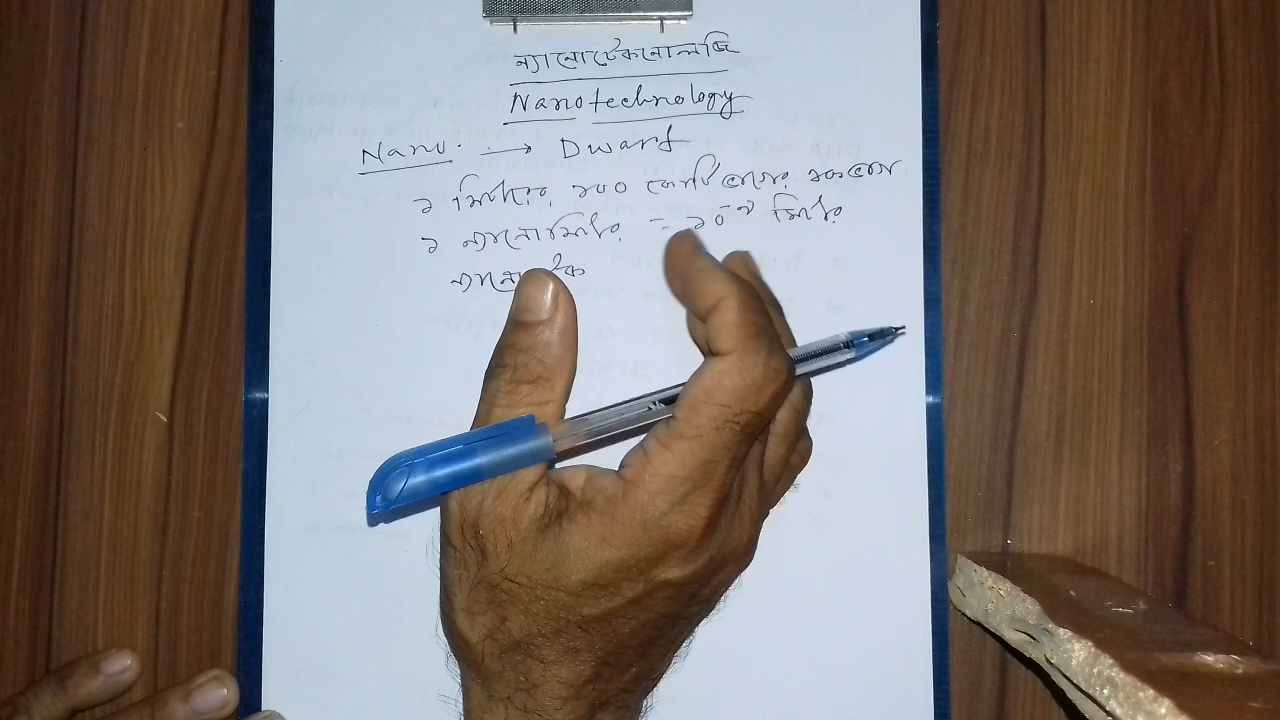 ন্যানোটেকনোলজি
Nanotechnology
Nano. → Dwarf
১ মিটারের ১০০ কোটি ভাগের একভাগ
১ ন্যানোমিটার = ১০⁻⁹ মিটার